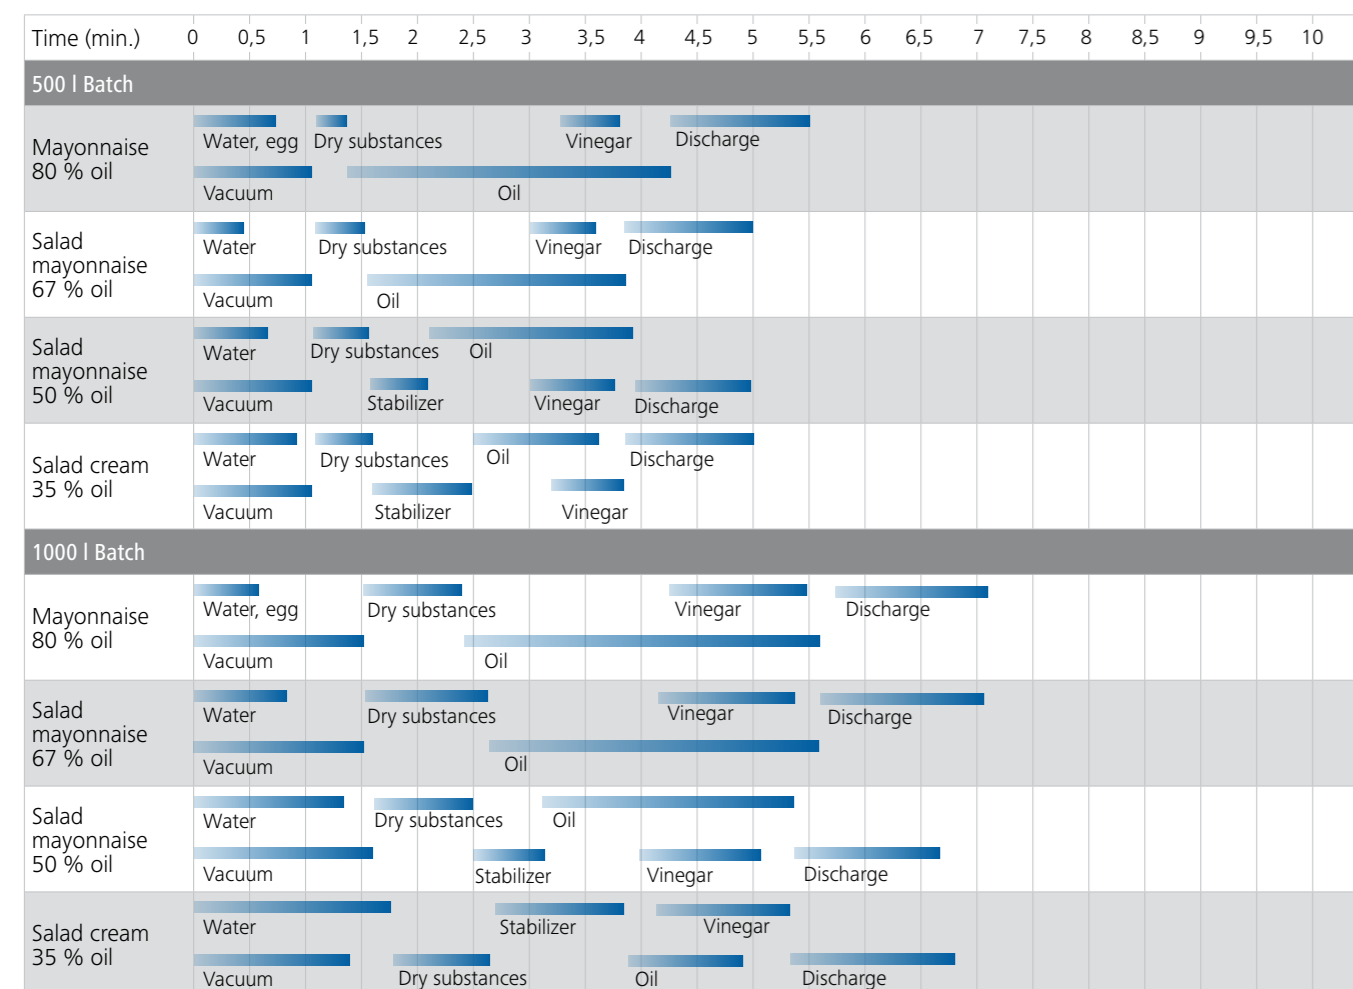 Time (min.) 0 0,5 1 1,5 2 2,5 3 3,5 4 4,5 5 5,5 6 6,5 7 7,5 8 8,5 9 9,5 10
500 l Batch
Mayonnaise
80 % oil
Water, egg Dry substances Vinegar Discharge
Vacuum Oil
Salad
mayonnaise
67 % oil
Water Dry substances Vinegar Discharge
Vacuum Oil
Salad
mayonnaise
50 % oil
Water Dry substances Oil
Vacuum Stabilizer Vinegar Discharge
Salad cream
35 % oil
Water Dry substances Oil Discharge
Vacuum Stabilizer Vinegar
1000 l Batch
Mayonnaise
80 % oil
Water, egg Dry substances Vinegar Discharge
Vacuum Oil
Salad
mayonnaise
67 % oil
Water Dry substances Vinegar Discharge
Vacuum Oil
Salad
mayonnaise
50 % oil
Water Dry substances Oil
Vacuum Stabilizer Vinegar Discharge
Salad cream
35 % oil
Water Stabilizer Vinegar
Vacuum Dry substances Oil Discharge